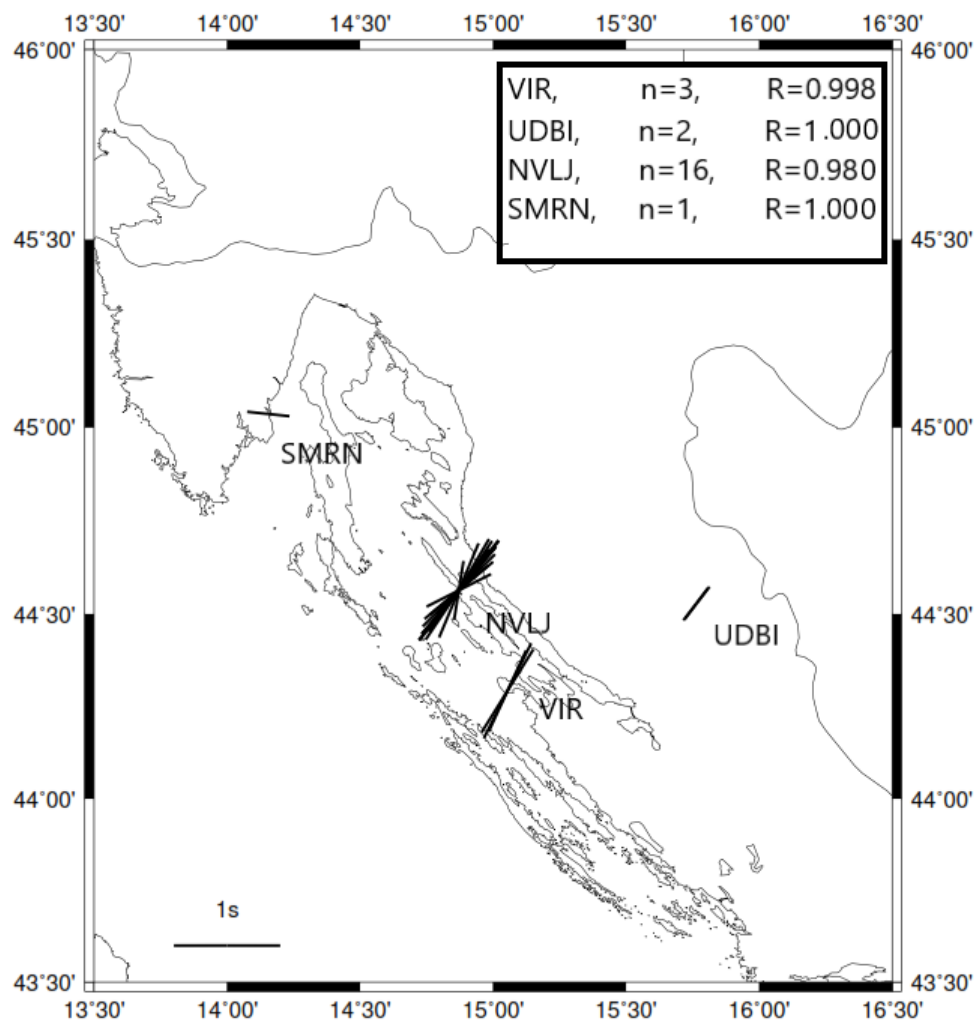 13˚30' 14˚00' 14˚30' 15˚00' 15˚30' 16˚00' 16˚30'
46˚00' 46˚00'
VIR, n=3, R=0.998
UDBI, n=2, R=1.000
NVLJ, n=16, R=0.980
SMRN, n=1, R=1.000
45˚30' 45˚30'
45˚00' 45˚00'
SMRN
44˚30' 44˚30'
NVLJ
UDBI
VIR
44˚00' 44˚00'
1s
43˚30' 43˚30'
13˚30' 14˚00' 14˚30' 15˚00' 15˚30' 16˚00' 16˚30'